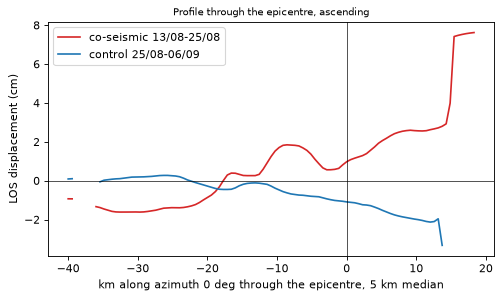 Profile through the epicentre, ascending
co-seismic 13/08-25/08
control 25/08-06/09
LOS displacement (cm)
8
6
4
2
0
−2
−40 −30 −20 −10 0 10 20
km along azimuth 0 deg through the epicentre, 5 km median